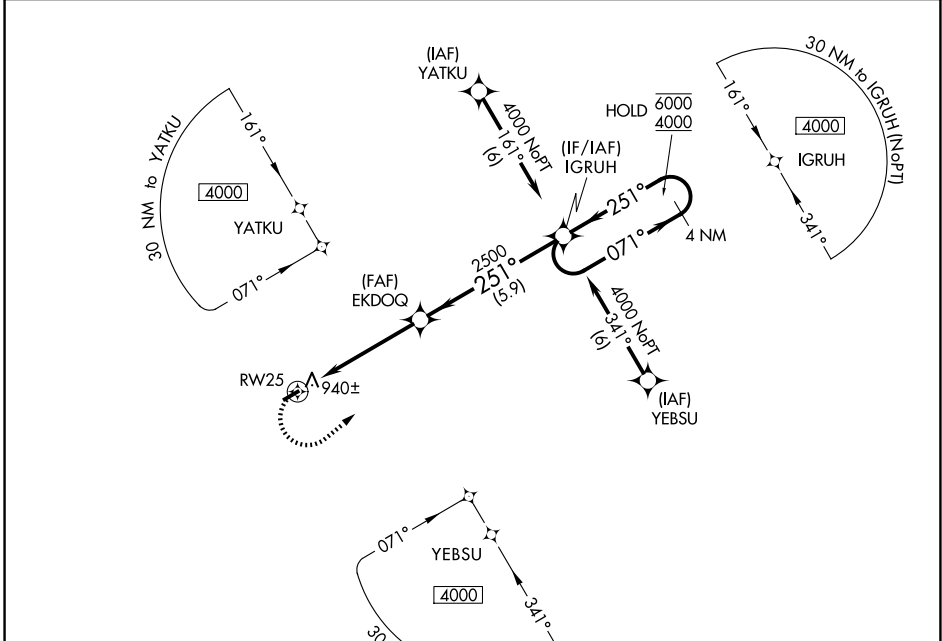 (IAF)
YATKU
4000 NoPT
161°
(6)
HOLD
6000
4000
(IF/IAF)
IGRUH
251°
071°
4 NM
30 NM to IGRUH (NoPT)
161°
4000
IGRUH
341°
30 NM to YATKU
161°
4000
YATKU
071°
2500
251°
(5.9)
(FAF)
EKDOQ
4000 NoPT
341°
(6)
(IAF)
YEBSU
RW25
940±
071°
YEBSU
4000
341°
30